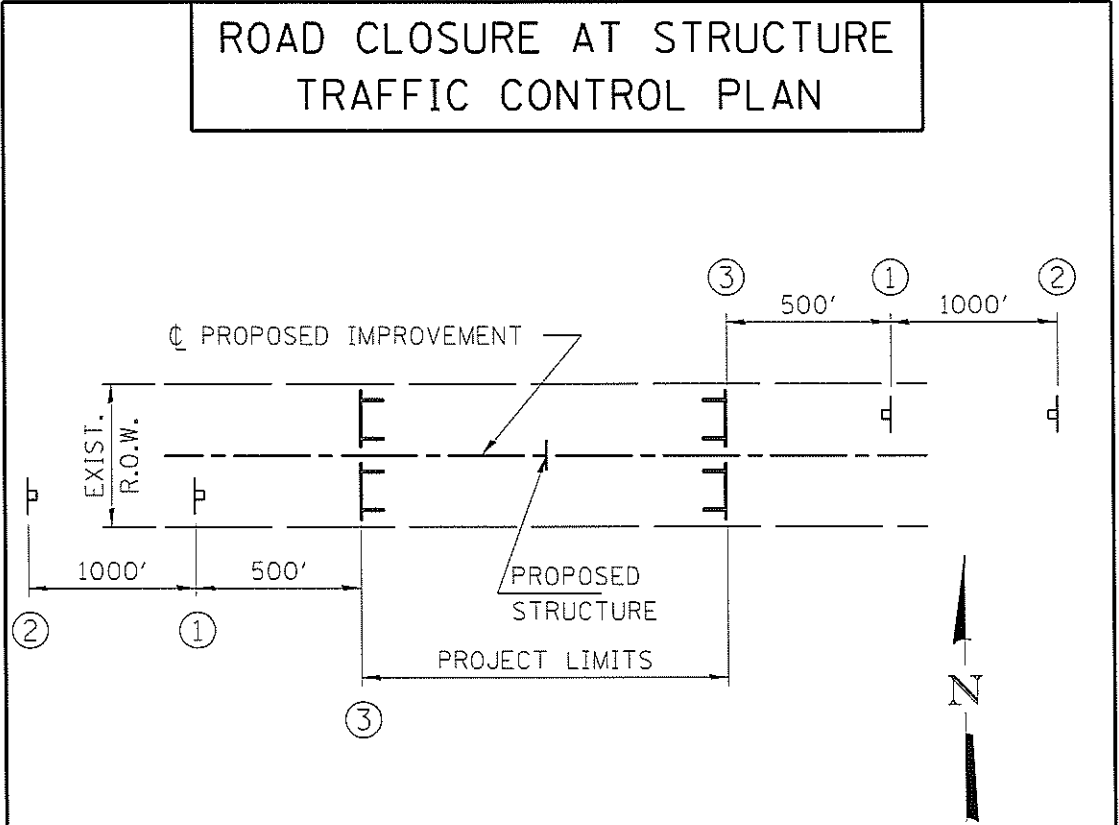 ROAD CLOSURE AT STRUCTURE
TRAFFIC CONTROL PLAN
③ ① ②
500' 1000'
℄ PROPOSED IMPROVEMENT
EXIST.
R.O.W.
1000' 500'
PROPOSED
STRUCTURE
② ①
PROJECT LIMITS
③
N